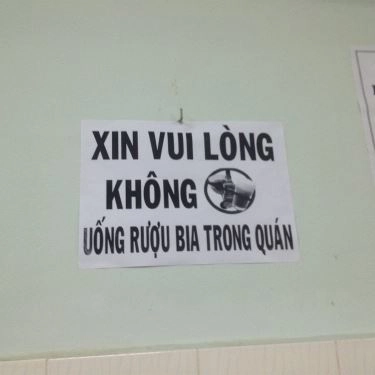 XIN VUI LÒNG
KHÔNG
UỐNG RƯỢU BIA TRONG QUÁN